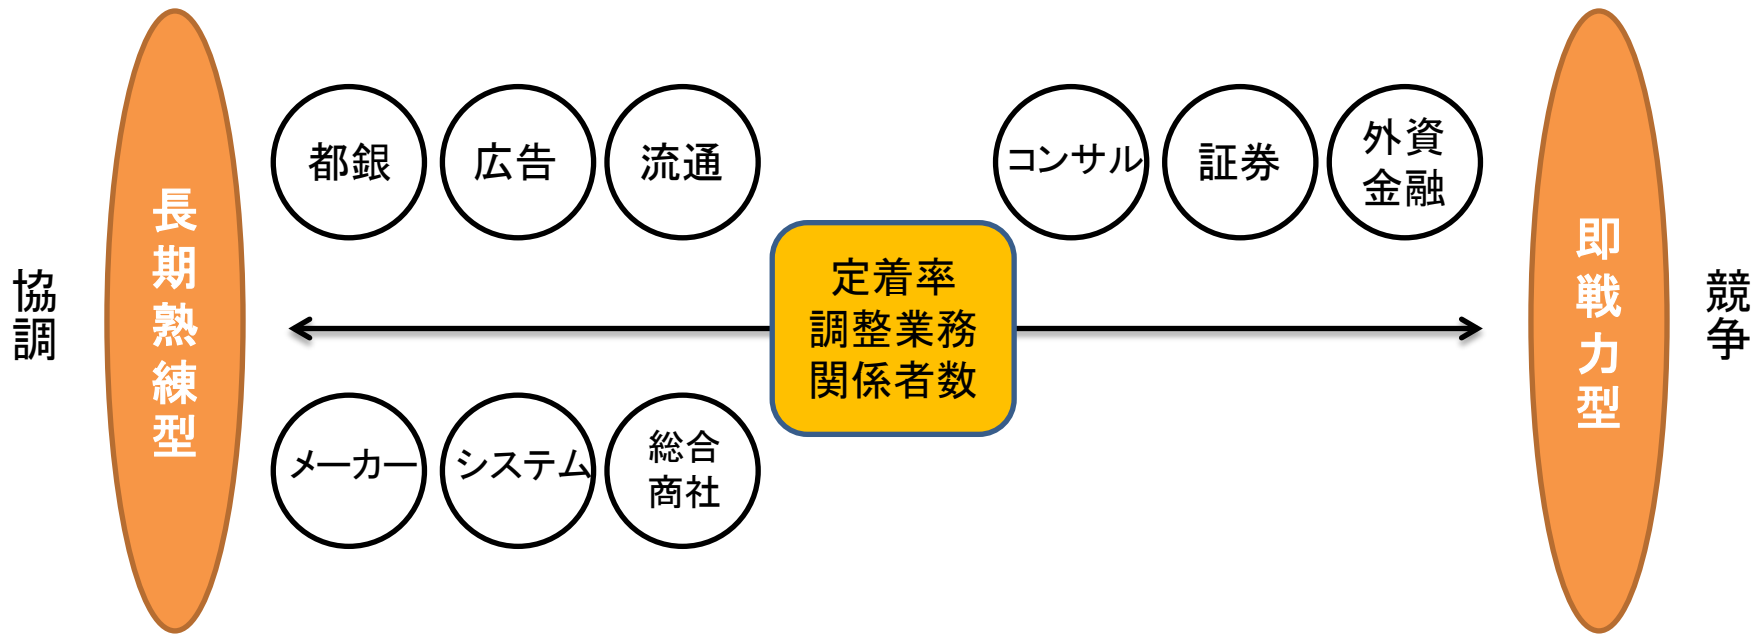 協調
長期熟練型
都銀
広告
流通
メーカー
システム
総合
商社
定着率
調整業務
関係者数
コンサル
証券
外資
金融
即戦力型
競争